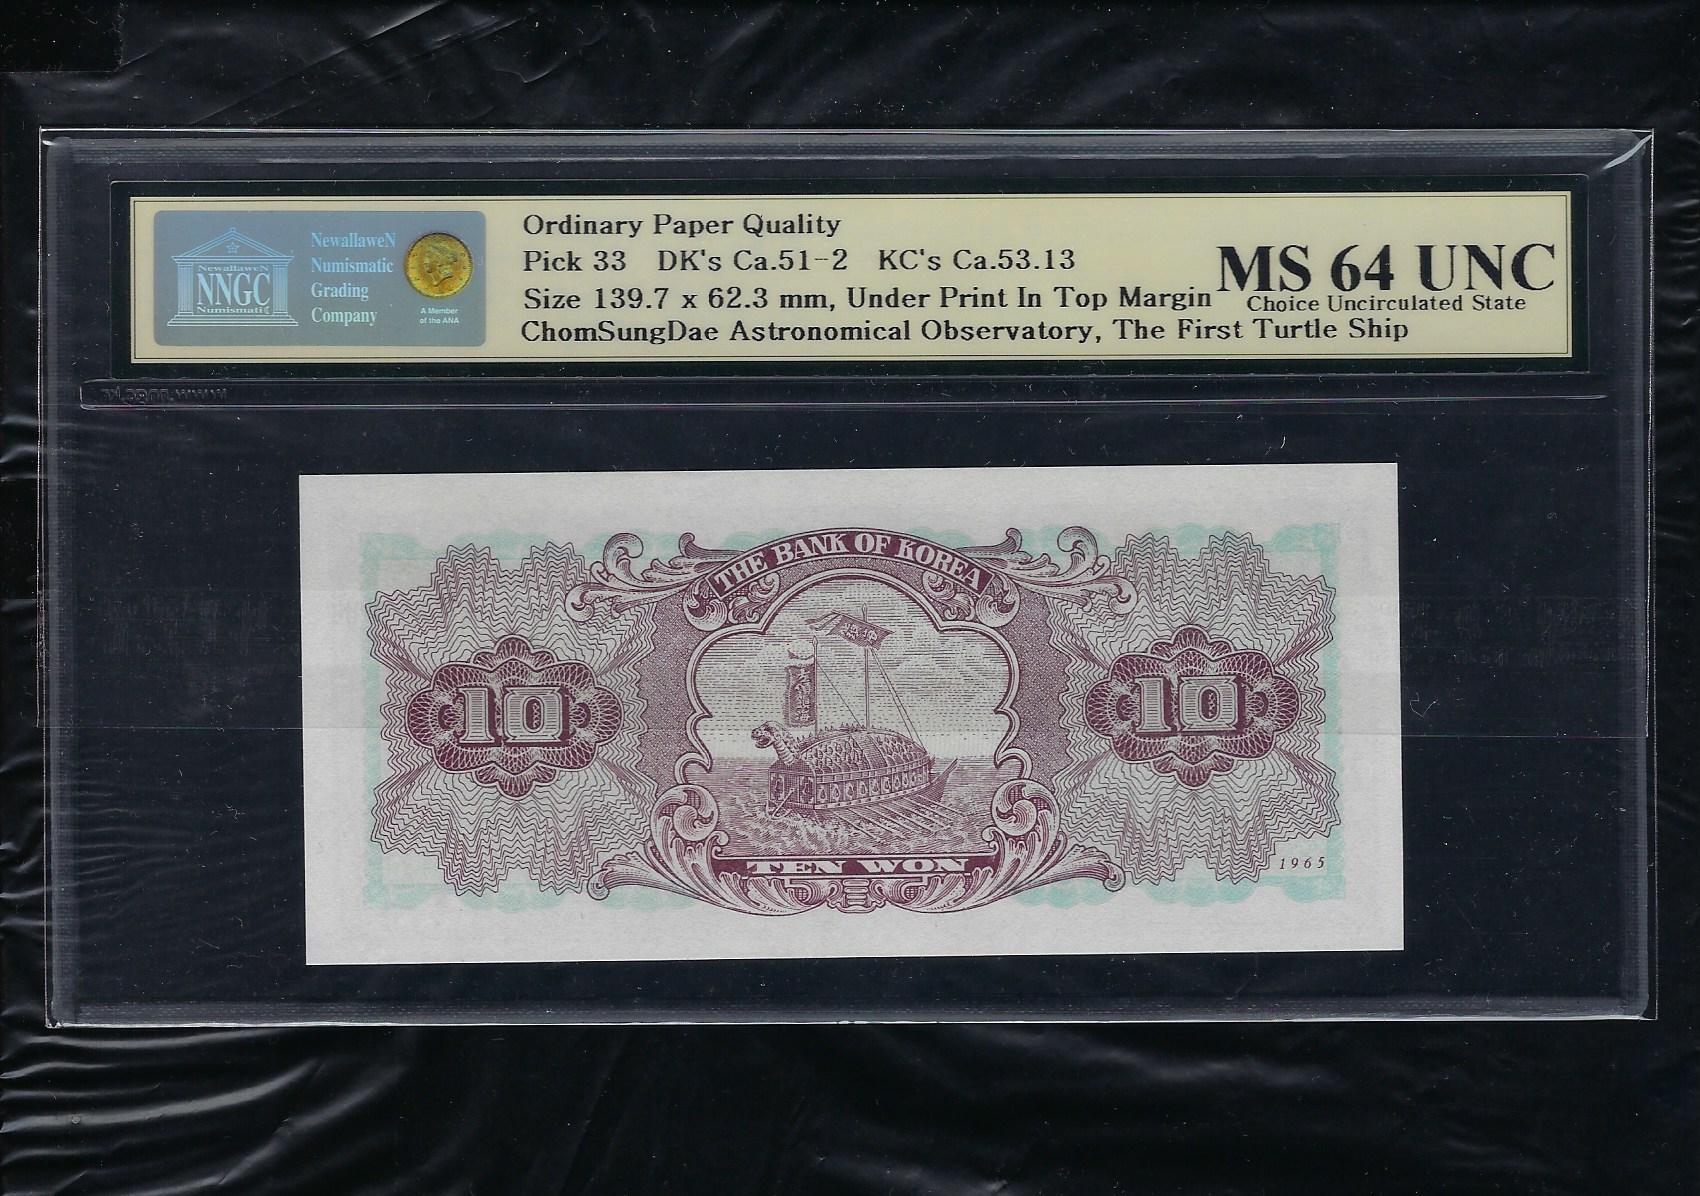 NewallaweN
NNGC
Numismatic
NewallaweN
Numismatic
Grading
Company
A Member
of the ANA
Ordinary Paper Quality
Pick 33 DK's Ca.51-2 KC's Ca.53.13
Size 139.7 x 62.3 mm, Under Print In Top Margin
ChomSungDae Astronomical Observatory, The First Turtle Ship
MS 64 UNC
Choice Uncirculated State
THE BANK OF KOREA
10
10
TEN WON
1965